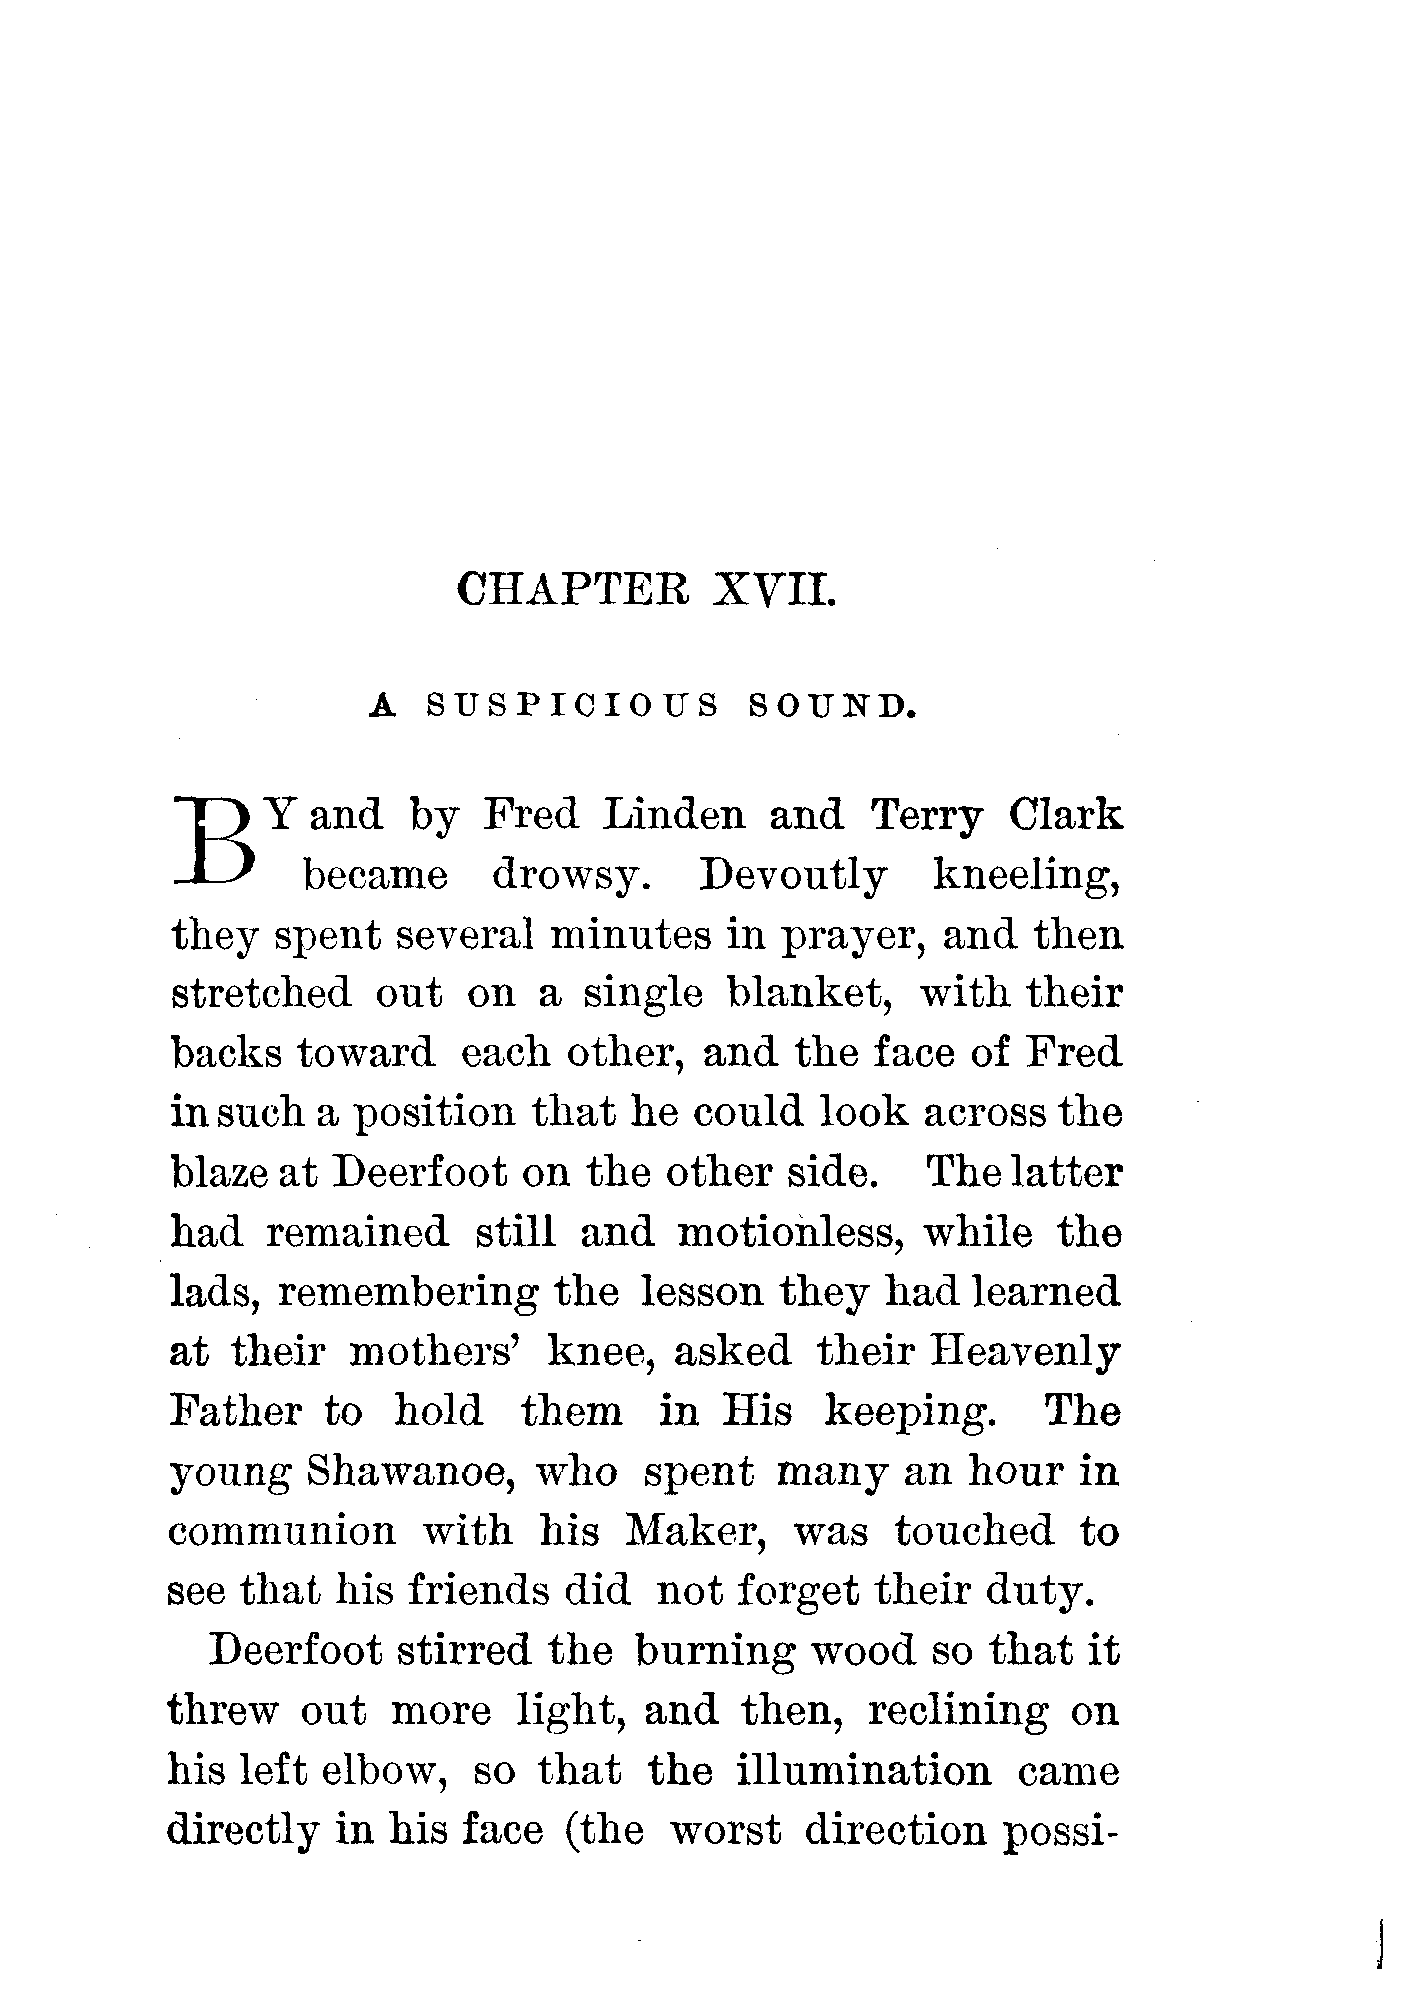 CHAPTER XVII.
A SUSPICIOUS SOUND.
BY and by Fred Linden and Terry Clark
became drowsy. Devoutly kneeling,
they spent several minutes in prayer, and then
stretched out on a single blanket, with their
backs toward each other, and the face of Fred
in such a position that he could look across the
blaze at Deerfoot on the other side. The latter
had remained still and motionless, while the
lads, remembering the lesson they had learned
at their mothers' knee, asked their Heavenly
Father to hold them in His keeping. The
young Shawanoe, who spent many an hour in
communion with his Maker, was touched to
see that his friends did not forget their duty.
Deerfoot stirred the burning wood so that it
threw out more light, and then, reclining on
his left elbow, so that the illumination came
directly in his face (the worst direction possi-